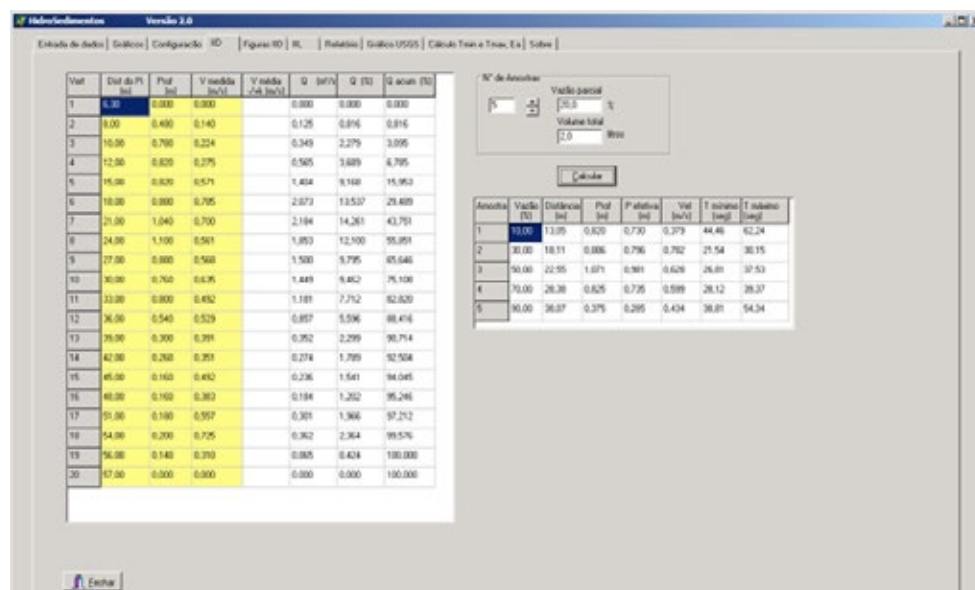 HidroSedimentos Versão 2.0
Entrada de dados Gráficos Configuração IID Figuras IID IIL Relatório Gráfico USGS Cálculo Tmin e Tmax, Ea Sobre
Vert Dist do PI (m) Prof (m) V medida (m/s) V média (m/s) Q (m³/s) Q (%) Q acum (%)
1 6,30 0,000 0,000 0,000 0,000 0,000
2 8,00 0,480 0,140 0,125 0,816 0,816
3 10,00 0,780 0,224 0,349 2,279 3,095
4 12,00 0,820 0,275 0,565 3,689 6,785
5 15,00 0,820 0,571 1,404 9,168 15,953
6 18,00 0,880 0,785 2,073 13,537 29,489
7 21,00 1,040 0,700 2,184 14,261 43,751
8 24,00 1,100 0,561 1,853 12,100 55,851
9 27,00 0,880 0,568 1,500 9,795 65,646
10 30,00 0,760 0,635 1,449 9,462 75,108
11 33,00 0,800 0,492 1,181 7,712 82,820
12 36,00 0,540 0,529 0,857 5,596 88,416
13 39,00 0,300 0,391 0,352 2,299 90,714
14 42,00 0,260 0,351 0,274 1,789 92,504
15 45,00 0,160 0,492 0,236 1,541 94,045
16 48,00 0,160 0,383 0,184 1,202 95,246
17 51,00 0,180 0,557 0,301 1,966 97,212
18 54,00 0,200 0,725 0,362 2,364 99,576
19 56,00 0,140 0,310 0,065 0,424 100,000
20 57,00 0,000 0,000 0,000 0,000 100,000
N° de Amostras
5
Vazão parcial
20,0 %
Volume total
2,0 litros
Calcular
Amostra Vazão (%) Distância (m) Prof (m) P efetiva (m) Vel (m/s) T mínimo (seg) T máximo (seg)
1 10,00 13,05 0,820 0,730 0,379 44,46 62,24
2 30,00 18,11 0,886 0,796 0,782 21,54 30,15
3 50,00 22,55 1,071 0,981 0,628 26,81 37,53
4 70,00 28,38 0,825 0,735 0,599 28,12 39,37
5 90,00 38,07 0,375 0,285 0,434 38,81 54,34
Fechar